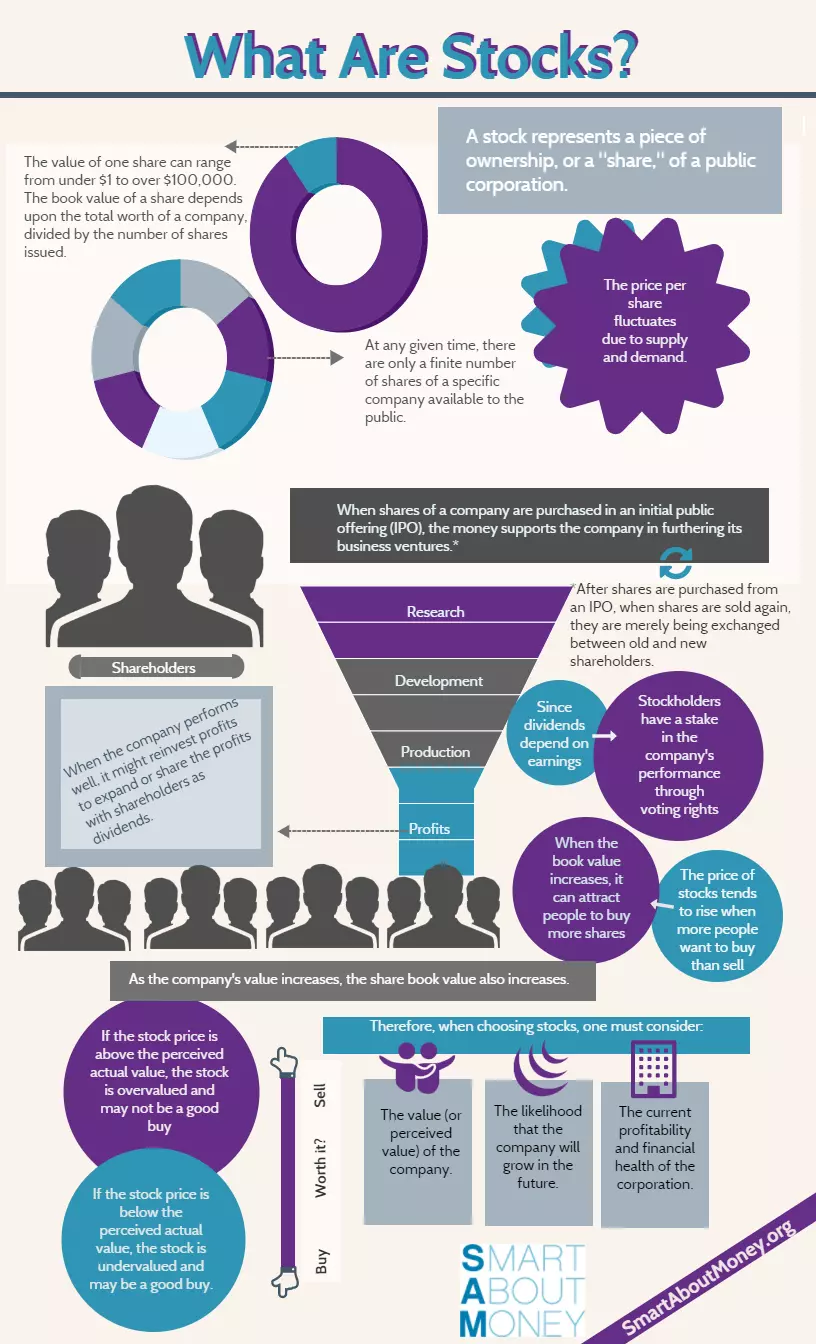 What Are Stocks?
The value of one share can range
from under $1 to over $100,000.
The book value of a share depends
upon the total worth of a company,
divided by the number of shares
issued.
A stock represents a piece of
ownership, or a "share," of a public
corporation.
The price per
share
fluctuates
due to supply
and demand.
At any given time, there
are only a finite number
of shares of a specific
company available to the
public.
When shares of a company are purchased in an initial public
offering (IPO), the money supports the company in furthering its
business ventures.*
*After shares are purchased from
an IPO, when shares are sold again,
they are merely being exchanged
between old and new
shareholders.
Shareholders
When the company performs
well, it might reinvest profits
to expand or share the profits
with shareholders as
dividends.
Research
Development
Production
Profits
Since
dividends
depend on
earnings
Stockholders
have a stake
in the
company's
performance
through
voting rights
When the
book value
increases, it
can attract
people to buy
more shares
The price of
stocks tends
to rise when
more people
want to buy
than sell
As the company's value increases, the share book value also increases.
If the stock price is
above the perceived
actual value, the stock
is overvalued and
may not be a good
buy
If the stock price is
below the
perceived actual
value, the stock is
undervalued and
may be a good buy.
Sell
Worth it?
Buy
Therefore, when choosing stocks, one must consider:
The value (or
perceived
value) of the
company.
The likelihood
that the
company will
grow in the
future.
The current
profitability
and financial
health of the
corporation.
SMART
ABOUT
MONEY
SmartAboutMoney.org